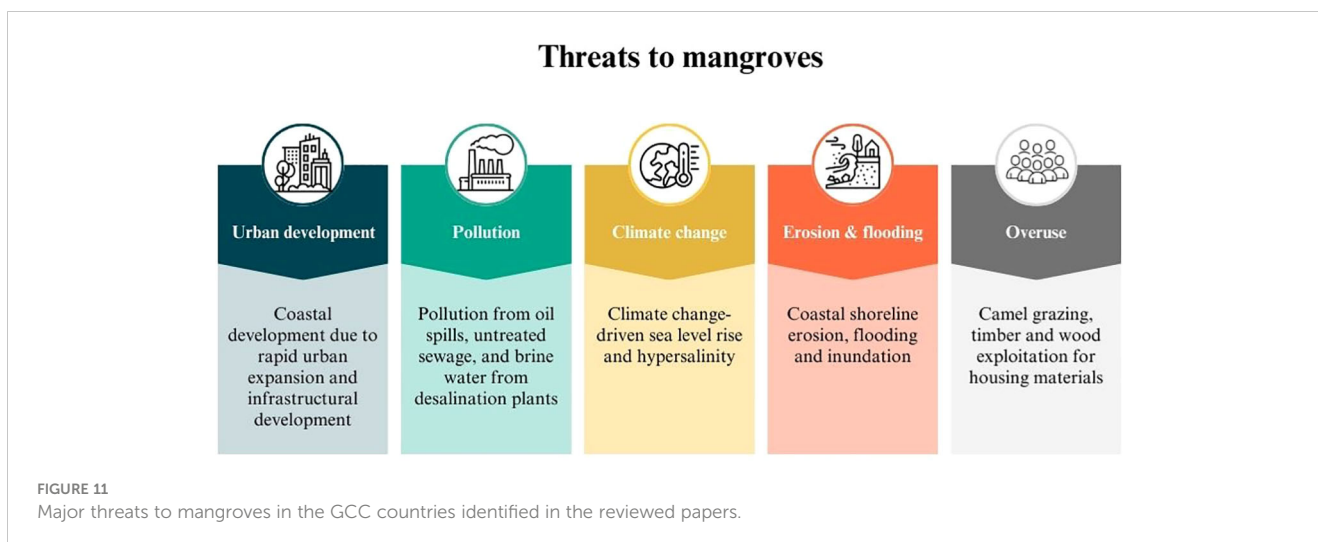 Threats to mangroves
Urban development
Coastal
development due to
rapid urban
expansion and
infrastructural
development
Pollution
Pollution from oil
spills, untreated
sewage, and brine
water from
desalination plants
Climate change
Climate change-
driven sea level rise
and hypersalinity
Erosion & flooding
Coastal shoreline
erosion, flooding
and inundation
Overuse
Camel grazing,
timber and wood
exploitation for
housing materials
FIGURE 11
Major threats to mangroves in the GCC countries identified in the reviewed papers.